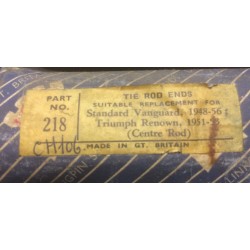 PART
NO.
218
TIE ROD ENDS
SUITABLE REPLACEMENT FOR
Standard Vanguard, 1948-56;
Triumph Renown, 1951-
(Centre Rod)
CH106
MADE IN GT. BRITAIN